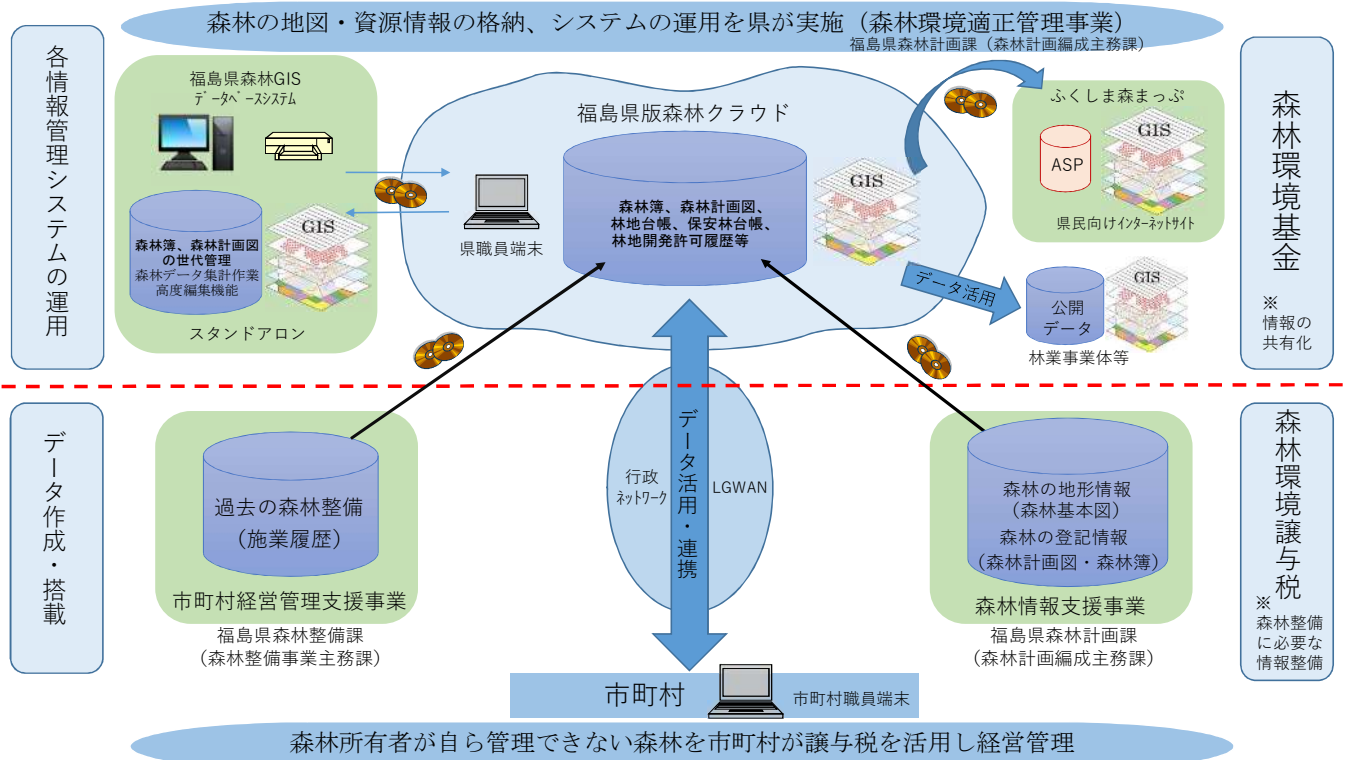 森林の地図・資源情報の格納、システムの運用を県が実施（森林環境適正管理事業）
福島県森林計画課（森林計画編成主務課）
各情報管理システムの運用
福島県森林GIS
ﾃﾞｰﾀﾍﾞｰｽｼｽﾃﾑ
森林簿、森林計画図
の世代管理
森林データ集計作業
高度編集機能
GIS
スタンドアロン
福島県版森林クラウド
県職員端末
森林簿、森林計画図、
林地台帳、保安林台帳、
林地開発許可履歴等
GIS
ふくしま森まっぷ
ASP
GIS
県民向けｲﾝﾀｰﾈｯﾄｻｲﾄ
データ活用
公開
データ
GIS
林業事業体等
森林環境基金
※
情報の
共有化
データ作成・搭載
過去の森林整備
（施業履歴）
市町村経営管理支援事業
福島県森林整備課
（森林整備事業主務課）
行政
ﾈｯﾄﾜｰｸ
データ活用・連携
LGWAN
森林の地形情報
（森林基本図）
森林の登記情報
（森林計画図・森林簿）
森林情報支援事業
福島県森林計画課
（森林計画編成主務課）
森林環境譲与税
※
森林整備
に必要な
情報整備
市町村
市町村職員端末
森林所有者が自ら管理できない森林を市町村が譲与税を活用し経営管理